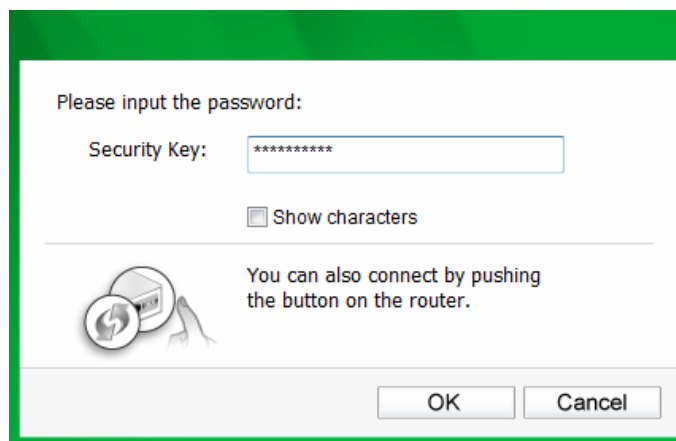 Please input the password:
Security Key: **********
Show characters
You can also connect by pushing
the button on the router.
OK Cancel